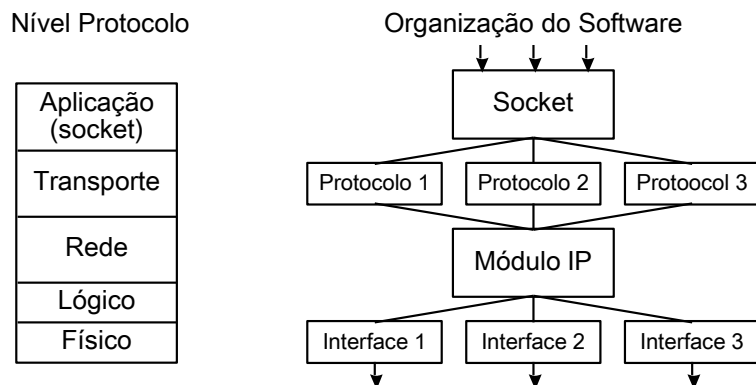 Nível Protocolo
Organização do Software
Aplicação
(socket)
Transporte
Rede
Lógico
Físico
Socket
Protocolo 1
Protocolo 2
Protoocol 3
Módulo IP
Interface 1
Interface 2
Interface 3